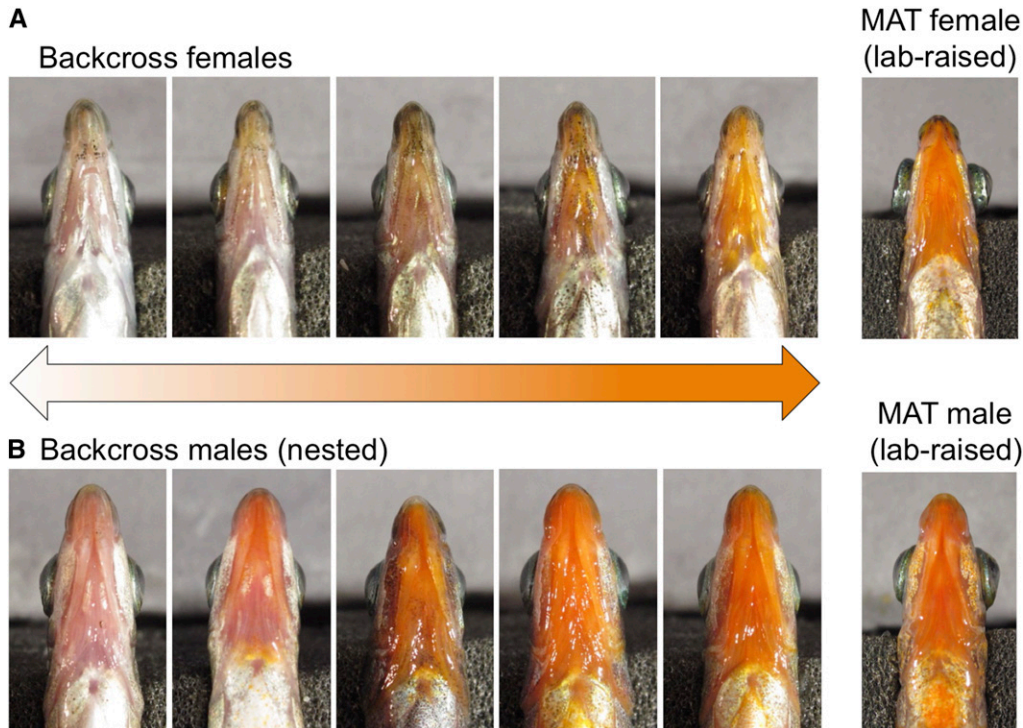 A
Backcross females
MAT female
(lab-raised)
B Backcross males (nested)
MAT male
(lab-raised)